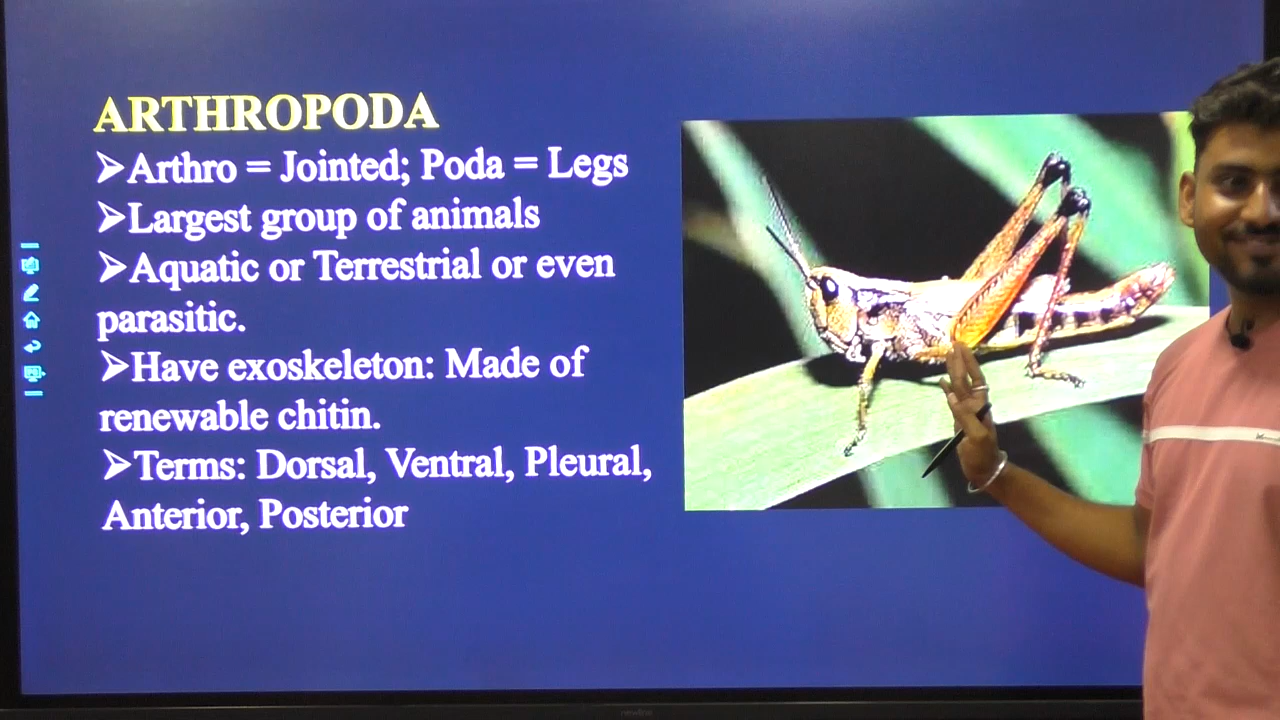 ARTHROPODA
➢Arthro = Jointed; Poda = Legs
➢Largest group of animals
➢Aquatic or Terrestrial or even
parasitic.
➢Have exoskeleton: Made of
renewable chitin.
➢Terms: Dorsal, Ventral, Pleural,
Anterior, Posterior
newline